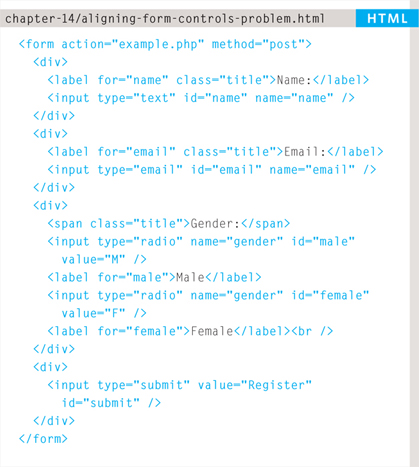 chapter-14/aligning-form-controls-problem.html HTML
<form action="example.php" method="post">
<div>
<label for="name" class="title">Name:</label>
<input type="text" id="name" name="name" />
</div>
<div>
<label for="email" class="title">Email:</label>
<input type="email" id="email" name="email" />
</div>
<div>
<span class="title">Gender:</span>
<input type="radio" name="gender" id="male"
value="M" />
<label for="male">Male</label>
<input type="radio" name="gender" id="female"
value="F" />
<label for="female">Female</label><br />
</div>
<div>
<input type="submit" value="Register"
id="submit" />
</div>
</form>